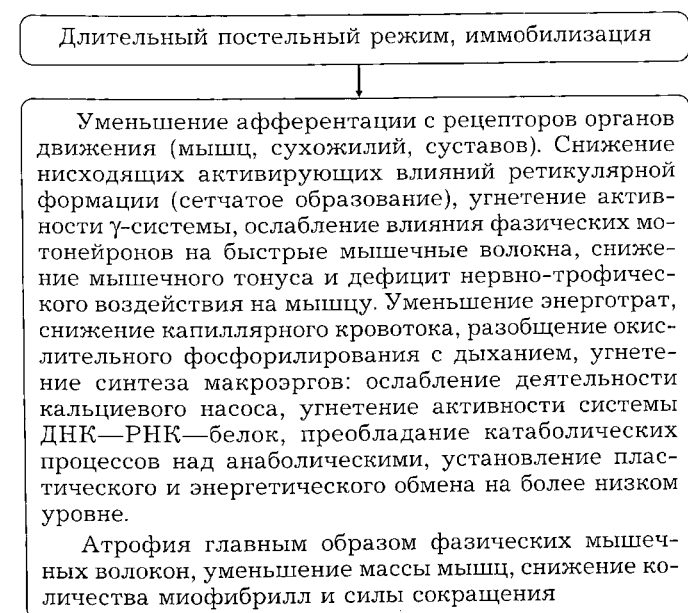 Длительный постельный режим, иммобилизация
Уменьшение афферентации с рецепторов органов
движения (мышц, сухожилий, суставов). Снижение
нисходящих активирующих влияний ретикулярной
формации (сетчатое образование), угнетение актив-
ности γ-системы, ослабление влияния фазических мо-
тонейронов на быстрые мышечные волокна, сниже-
ние мышечного тонуса и дефицит нервно-трофичес-
кого воздействия на мышцу. Уменьшение энерготрат,
снижение капиллярного кровотока, разобщение окис-
лительного фосфорилирования с дыханием, угнете-
ние синтеза макроэргов: ослабление деятельности
кальциевого насоса, угнетение активности системы
ДНК—РНК—белок, преобладание катаболических
процессов над анаболическими, установление плас-
тического и энергетического обмена на более низком
уровне.
Атрофия главным образом фазических мышеч-
ных волокон, уменьшение массы мышц, снижение ко-
личества миофибрилл и силы сокращения